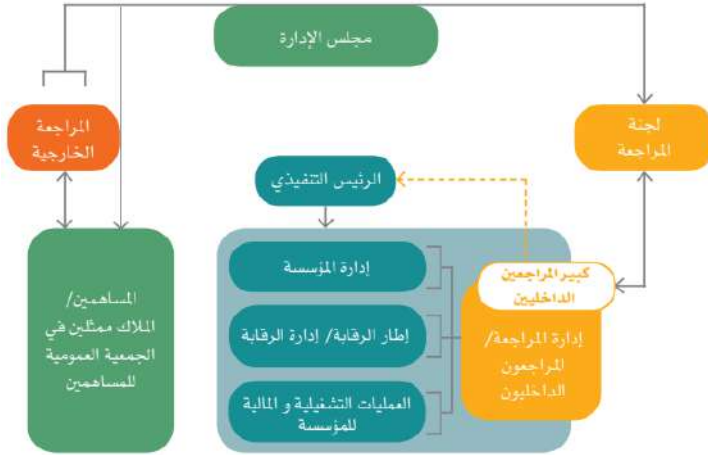 مجلس الإدارة
المراجعة
الخارجية
لجنة
المراجعة
الرئيس التنفيذي
كبير المراجعين
الداخليين
إدارة المؤسسة
المساهمين/
الملاك ممثلين في
الجمعية العمومية
للمساهمين
إطار الرقابة/ إدارة الرقابة
إدارة المراجعة/
المراجعون
الداخليون
العمليات التشغيلية و المالية
للمؤسسة